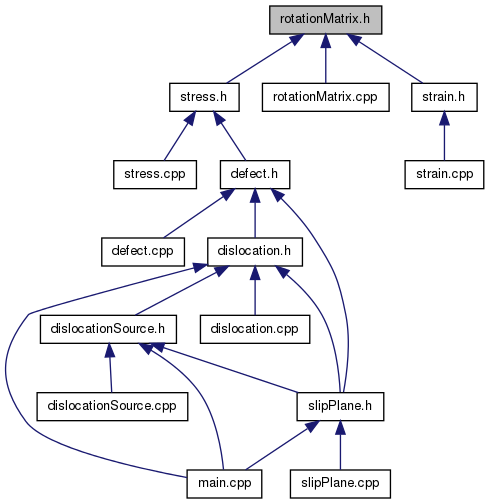 rotationMatrix.h
stress.h
rotationMatrix.cpp
strain.h
stress.cpp
defect.h
strain.cpp
defect.cpp
dislocation.h
dislocationSource.h
dislocation.cpp
dislocationSource.cpp
slipPlane.h
main.cpp
slipPlane.cpp